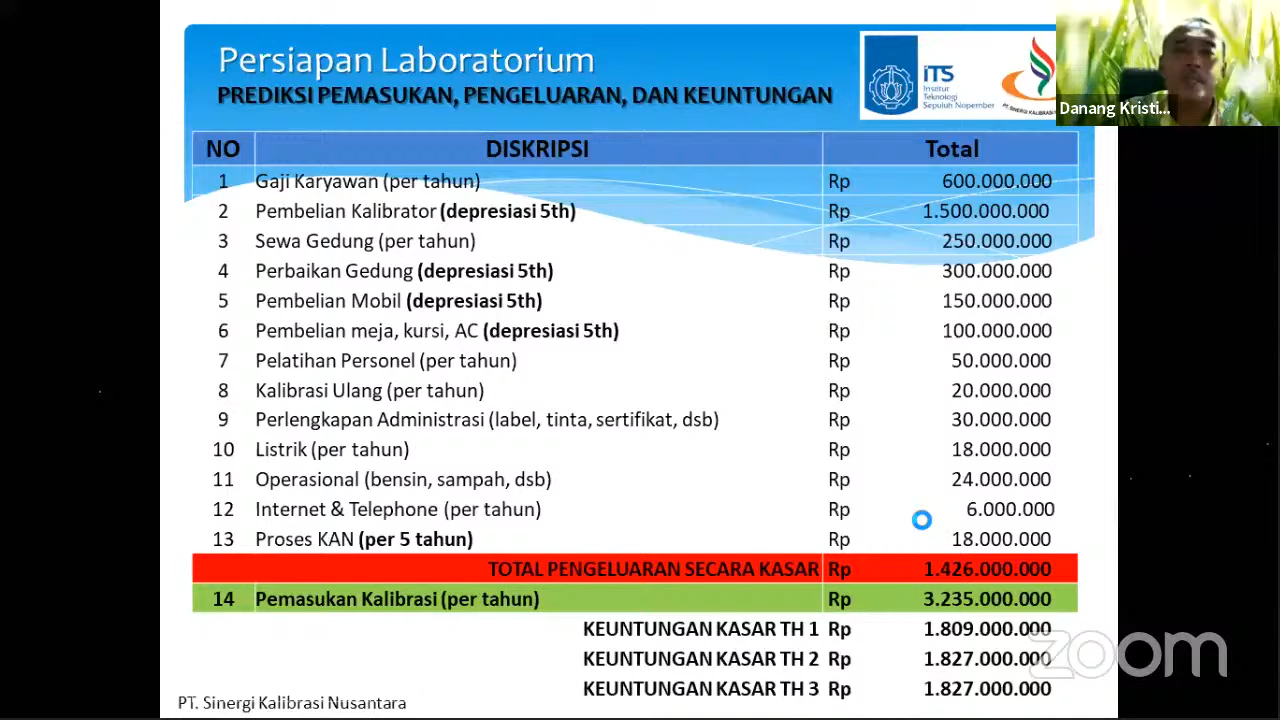 Persiapan Laboratorium
PREDIKSI PEMASUKAN, PENGELUARAN, DAN KEUNTUNGAN
iTS
Institut
Teknologi
Sepuluh Nopember
Danang Kristi...
NO DISKRIPSI Total
1 Gaji Karyawan (per tahun) Rp 600.000.000
2 Pembelian Kalibrator (depresiasi 5th) Rp 1.500.000.000
3 Sewa Gedung (per tahun) Rp 250.000.000
4 Perbaikan Gedung (depresiasi 5th) Rp 300.000.000
5 Pembelian Mobil (depresiasi 5th) Rp 150.000.000
6 Pembelian meja, kursi, AC (depresiasi 5th) Rp 100.000.000
7 Pelatihan Personel (per tahun) Rp 50.000.000
8 Kalibrasi Ulang (per tahun) Rp 20.000.000
9 Perlengkapan Administrasi (label, tinta, sertifikat, dsb) Rp 30.000.000
10 Listrik (per tahun) Rp 18.000.000
11 Operasional (bensin, sampah, dsb) Rp 24.000.000
12 Internet & Telephone (per tahun) Rp 6.000.000
13 Proses KAN (per 5 tahun) Rp 18.000.000
TOTAL PENGELUARAN SECARA KASAR Rp 1.426.000.000
14 Pemasukan Kalibrasi (per tahun) Rp 3.235.000.000
KEUNTUNGAN KASAR TH 1 Rp 1.809.000.000
KEUNTUNGAN KASAR TH 2 Rp 1.827.000.000
KEUNTUNGAN KASAR TH 3 Rp 1.827.000.000
zoom
PT. Sinergi Kalibrasi Nusantara